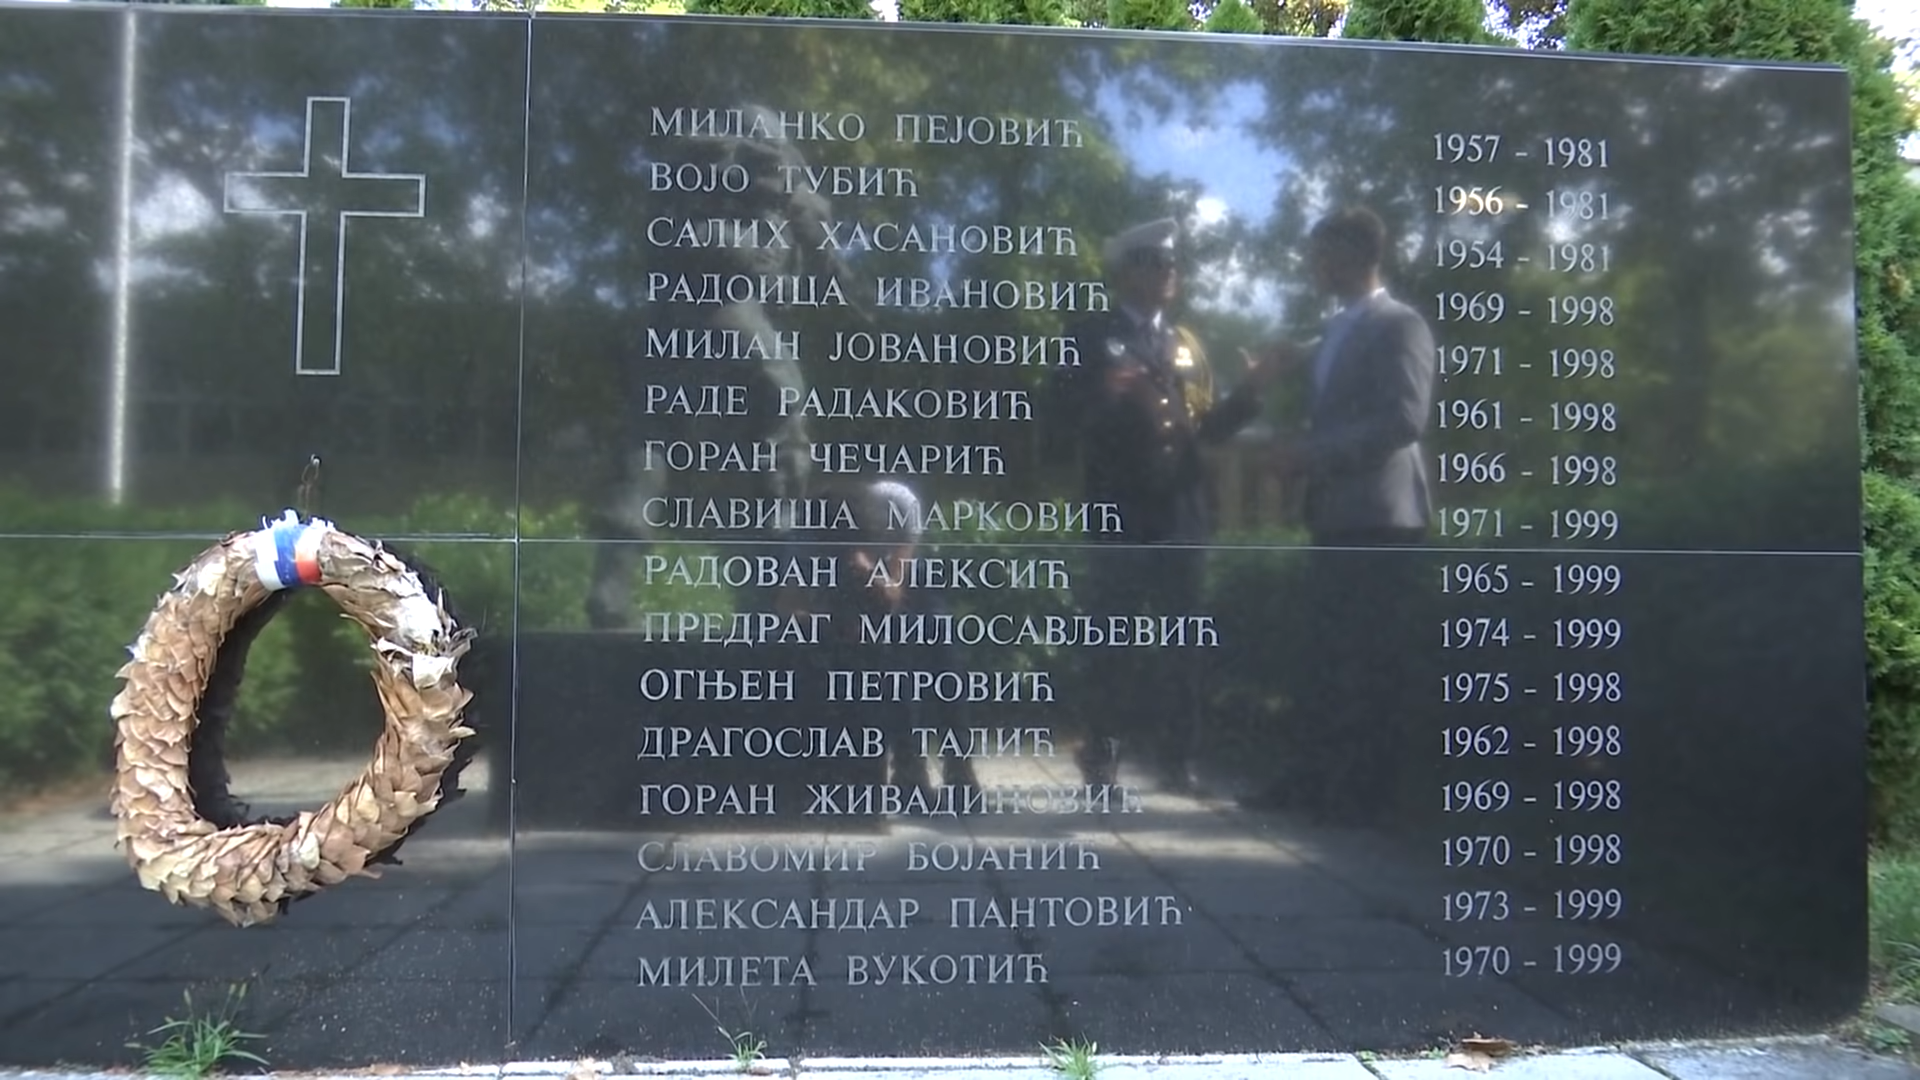 МИЛАНКО ПЕЈОВИЋ 1957 - 1981
ВОЈО ТУБИЋ 1956 - 1981
САЛИХ ХАСАНОВИЋ 1954 - 1981
РАДОИЦА ИВАНОВИЋ 1969 - 1998
МИЛАН ЈОВАНОВИЋ 1971 - 1998
РАДЕ РАДАКОВИЋ 1961 - 1998
ГОРАН ЧЕЧАРИЋ 1966 - 1998
СЛАВИША МАРКОВИЋ 1971 - 1999
РАДОВАН АЛЕКСИЋ 1965 - 1999
ПРЕДРАГ МИЛОСАВЉЕВИЋ 1974 - 1999
ОГЊЕН ПЕТРОВИЋ 1975 - 1998
ДРАГОСЛАВ ТАДИЋ 1962 - 1998
ГОРАН ЖИВАДИНОВИЋ 1969 - 1998
СЛАВОМИР БОЈАНИЋ 1970 - 1998
АЛЕКСАНДАР ПАНТОВИЋ 1973 - 1999
МИЛЕТА ВУКОТИЋ 1970 - 1999